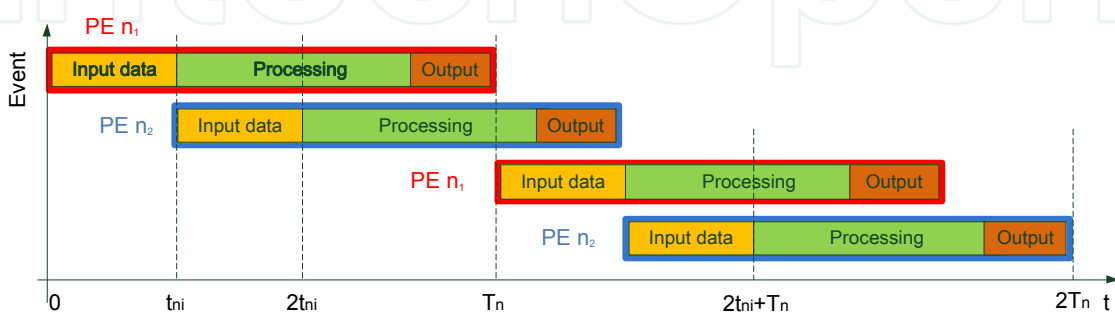 PE n₁
Event
Input data Processing Output
PE n₂ Input data Processing Output
PE n₁ Input data Processing Output
PE n₂ Input data Processing Output
0 tni 2tni Tn 2tni+Tn 2Tn t